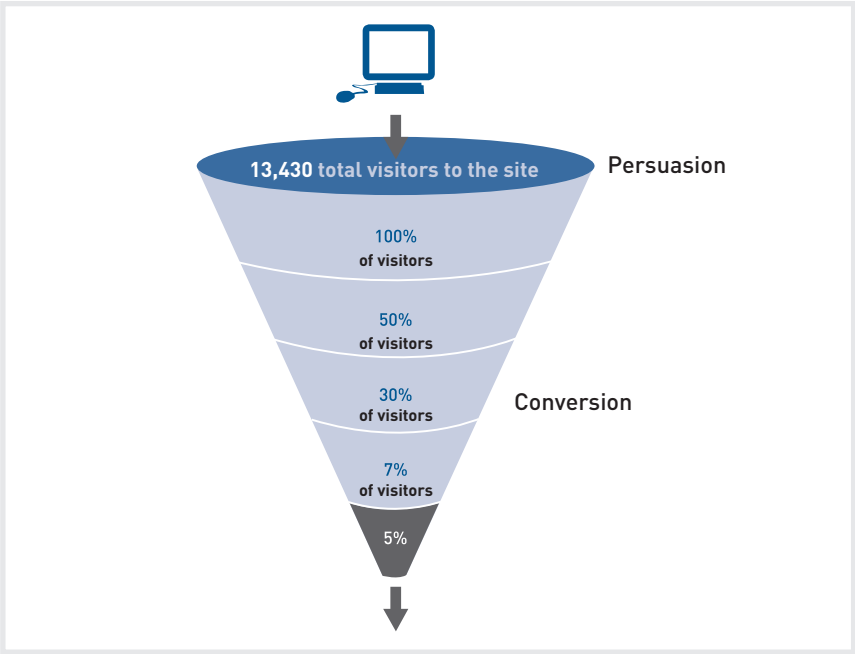 13,430 total visitors to the site
Persuasion
100%
of visitors
50%
of visitors
30%
of visitors
Conversion
7%
of visitors
5%